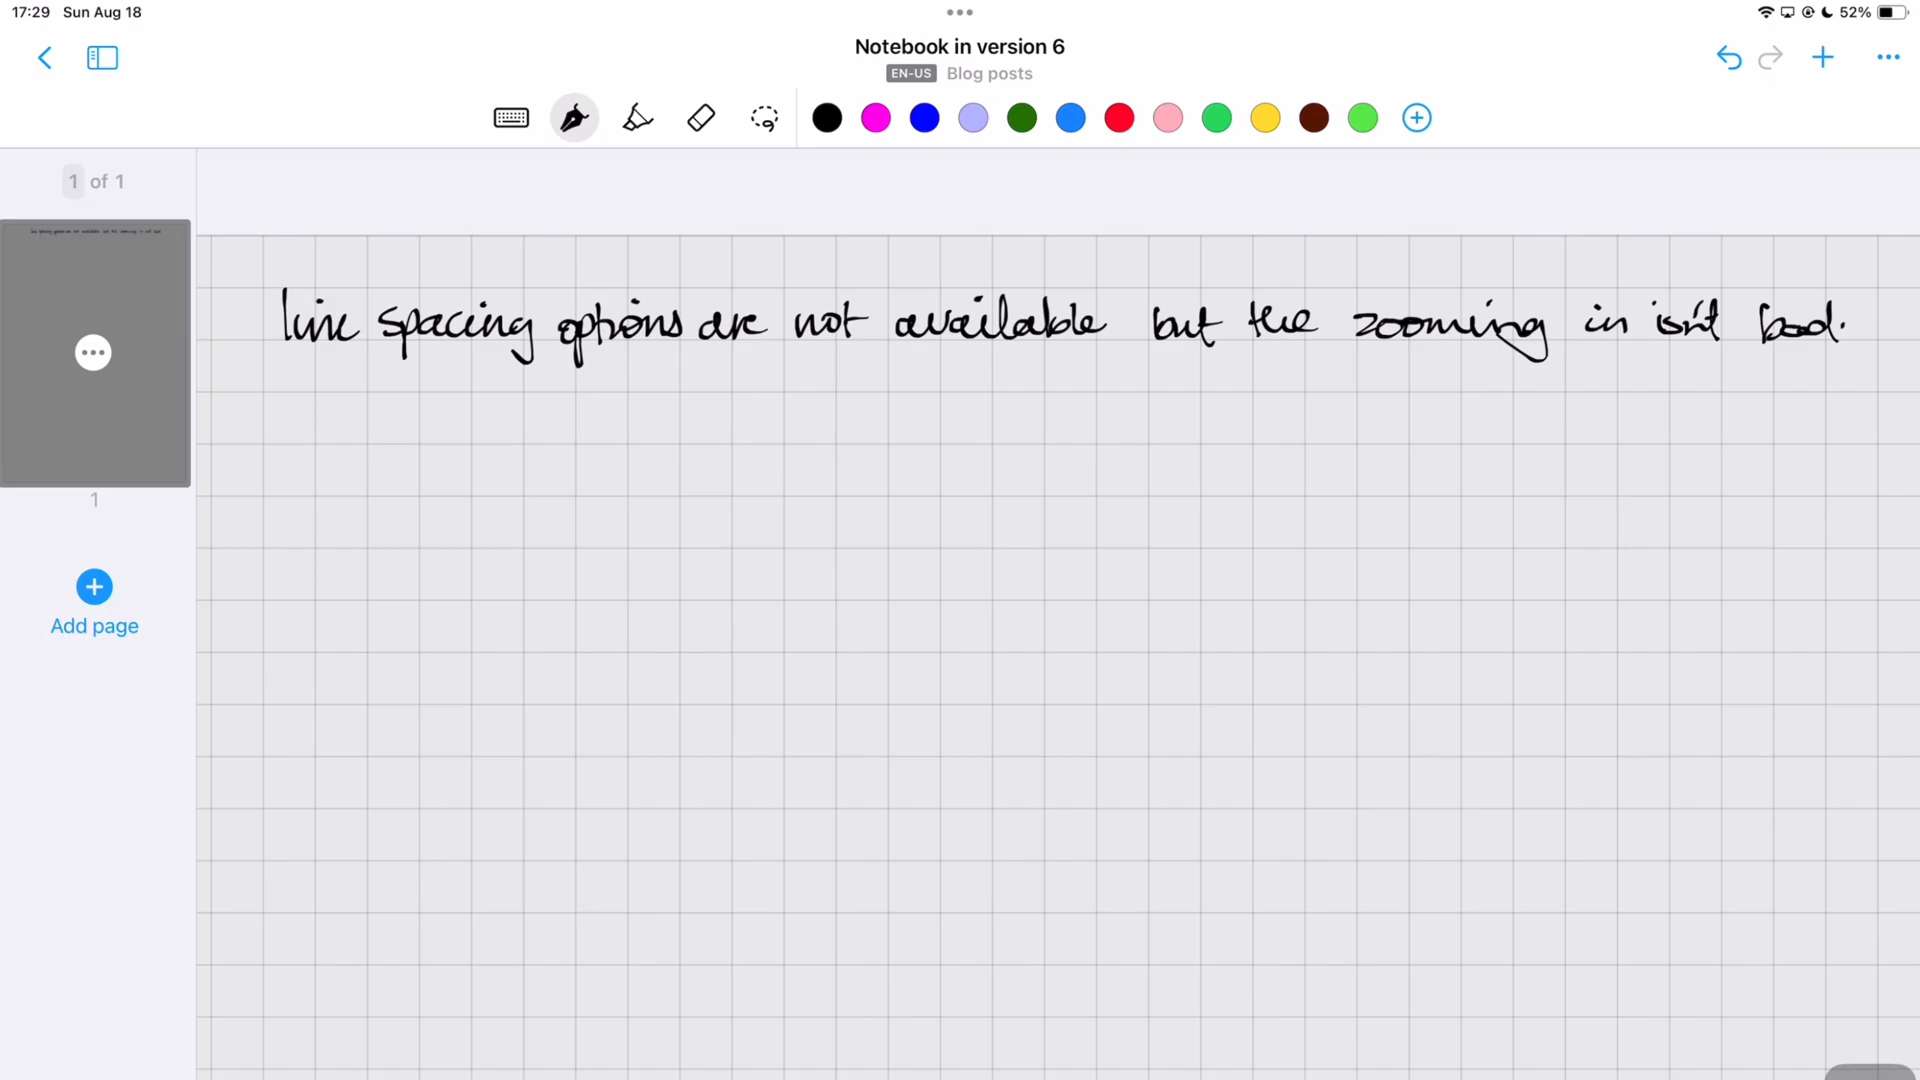 17:29 Sun Aug 18
52%
Notebook in version 6
EN-US Blog posts
1 of 1
line spacing options are not available but the zooming in isn't bad.
1
Add page